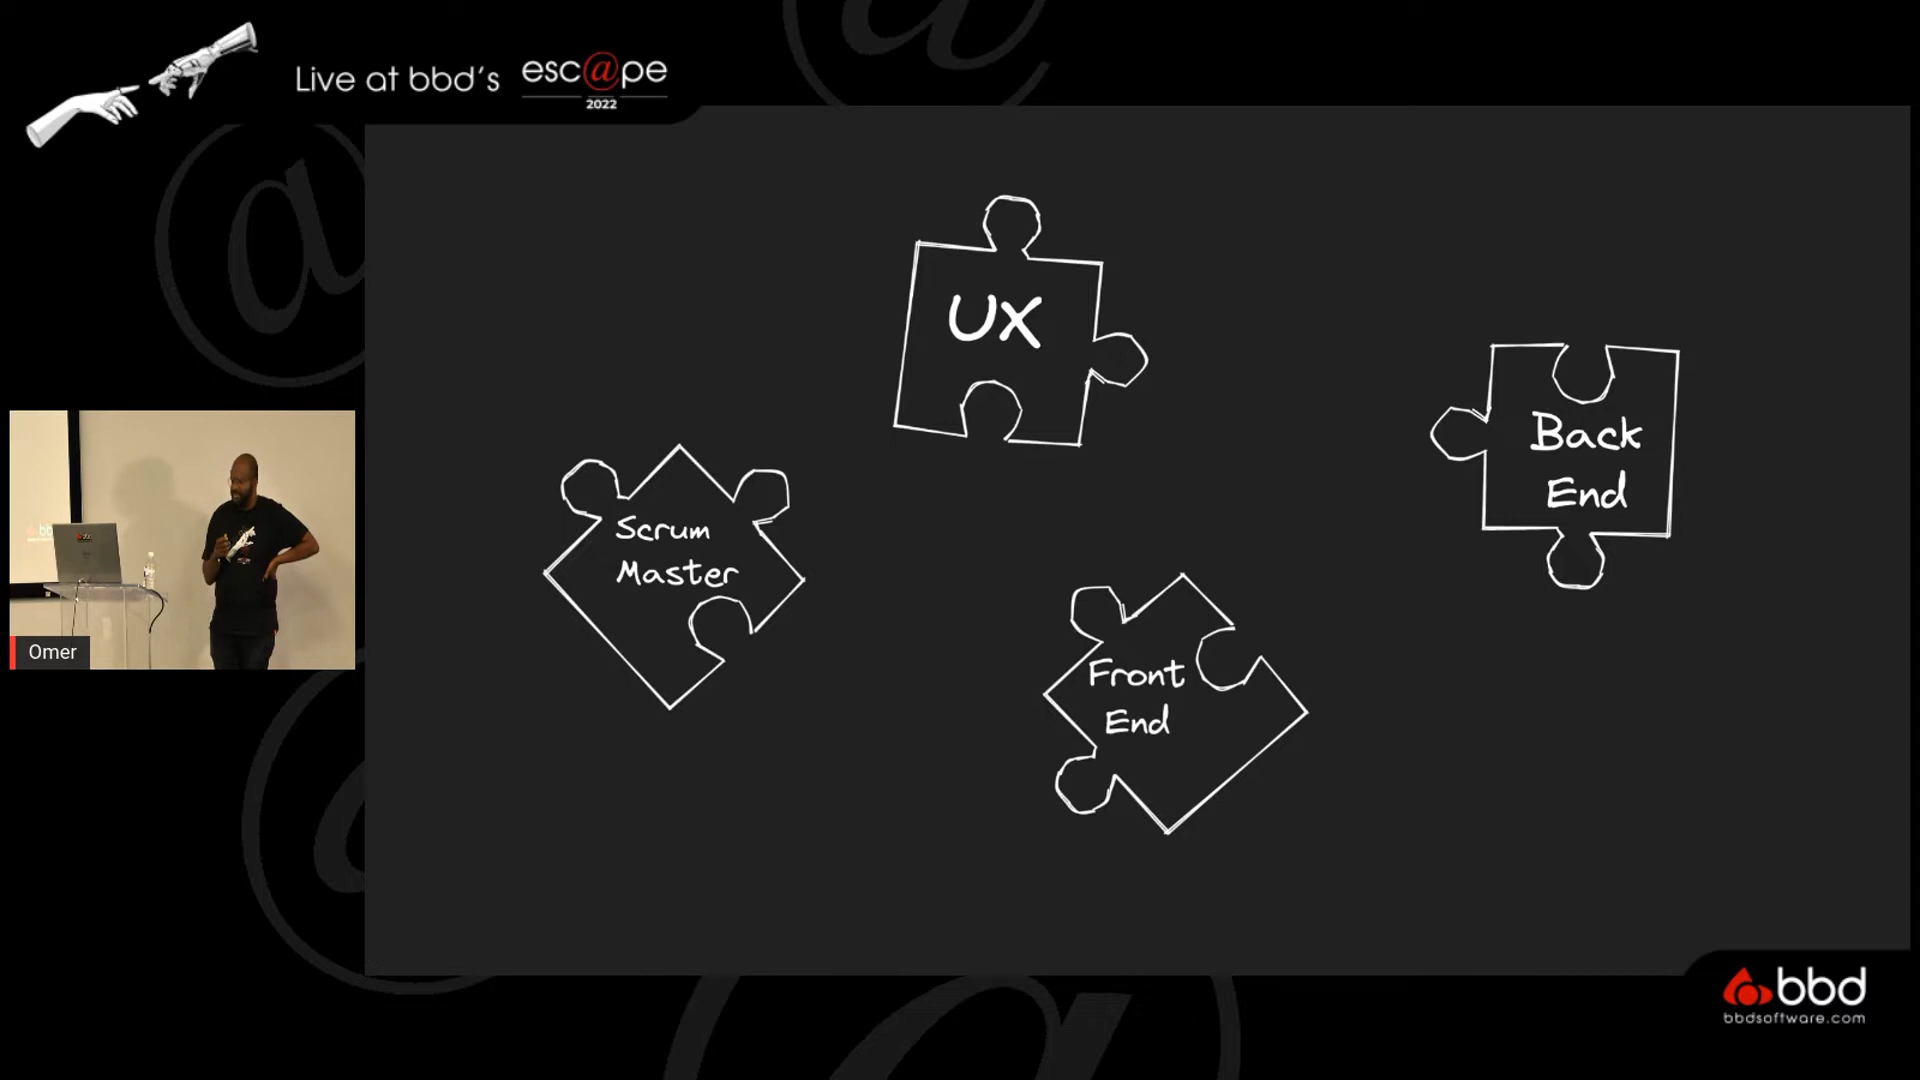 Live at bbd's
esc@pe
2022
UX
Back
End
Scrum
Master
Front
End
Omer
bbd
bbdsoftware.com